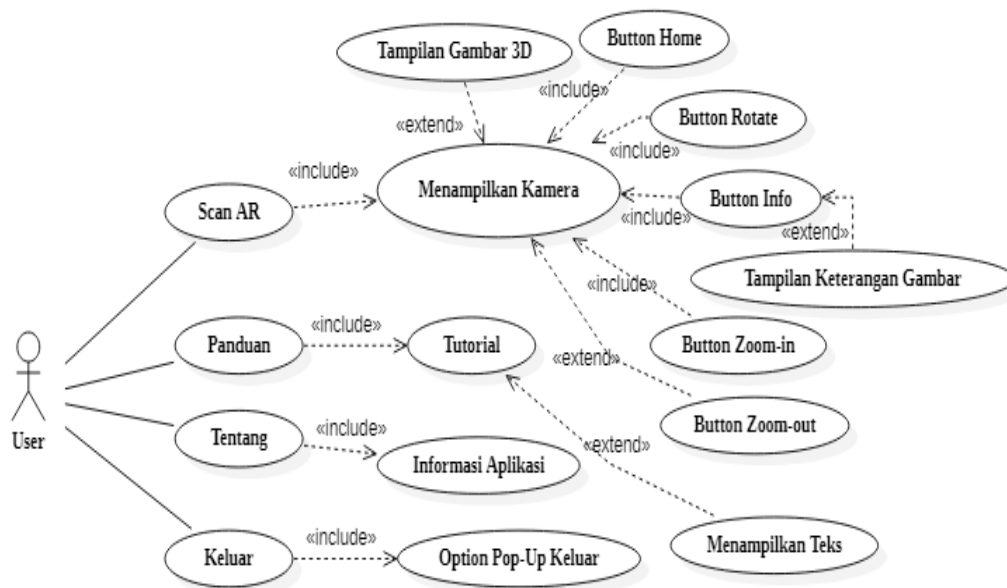 Tampilan Gambar 3D
Button Home
«include»
«extend»
Button Rotate
«include»
«include»
Menampilkan Kamera
Button Info
Scan AR
«include»
«extend»
Tampilan Keterangan Gambar
«include»
Panduan
«include»
Tutorial
Button Zoom-in
«extend»
User
Tentang
«include»
Button Zoom-out
«extend»
Informasi Aplikasi
«include»
Keluar
Option Pop-Up Keluar
Menampilkan Teks